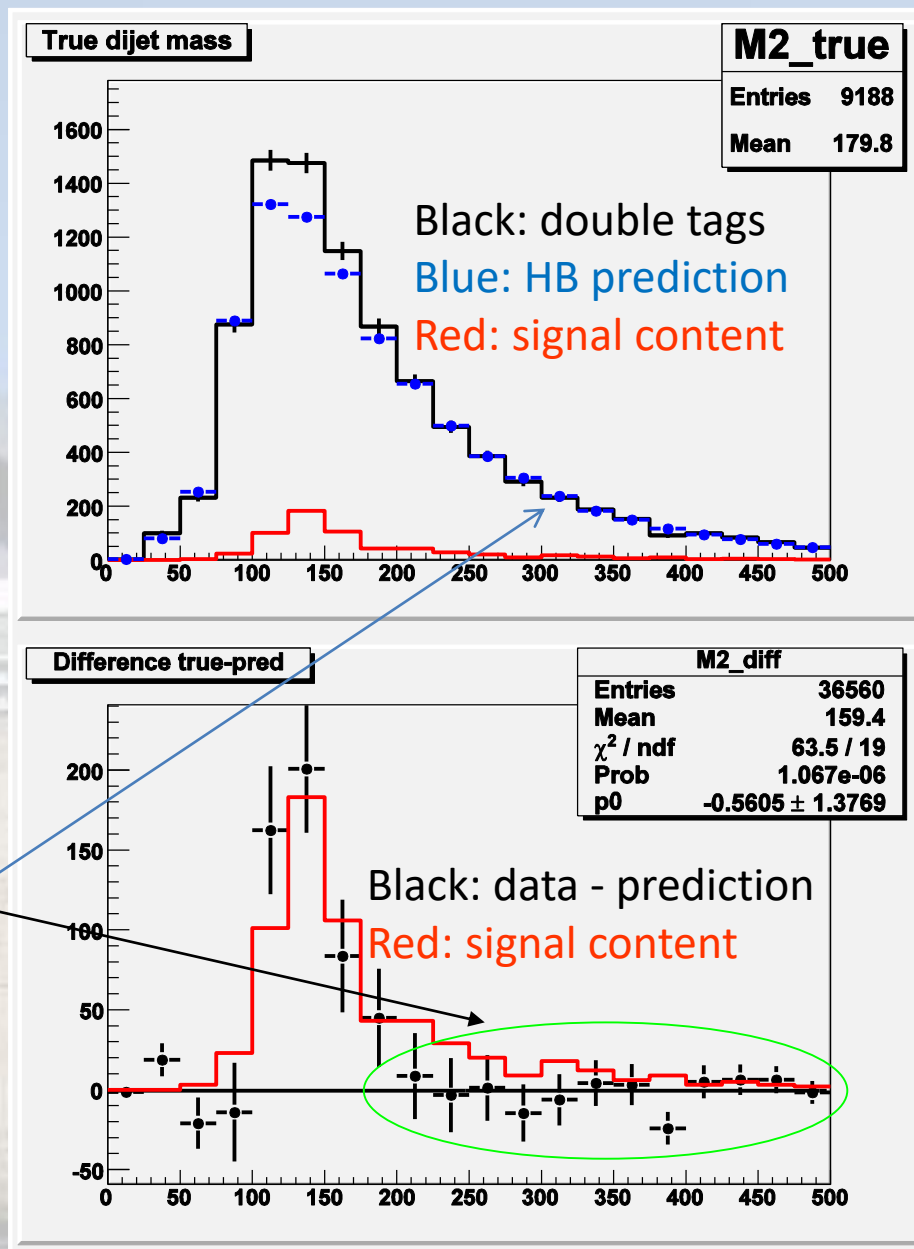 True dijet mass
M2_true
Entries 9188
Mean 179.8
1600
1400
1200
1000
800
600
400
200
0
Black: double tags
Blue: HB prediction
Red: signal content
0 50 100 150 200 250 300 350 400 450 500
Difference true-pred
M2_diff
Entries 36560
Mean 159.4
χ² / ndf 63.5 / 19
Prob 1.067e-06
p0 -0.5605 ± 1.3769
200
150
100
50
0
-50
Black: data - prediction
Red: signal content
0 50 100 150 200 250 300 350 400 450 500